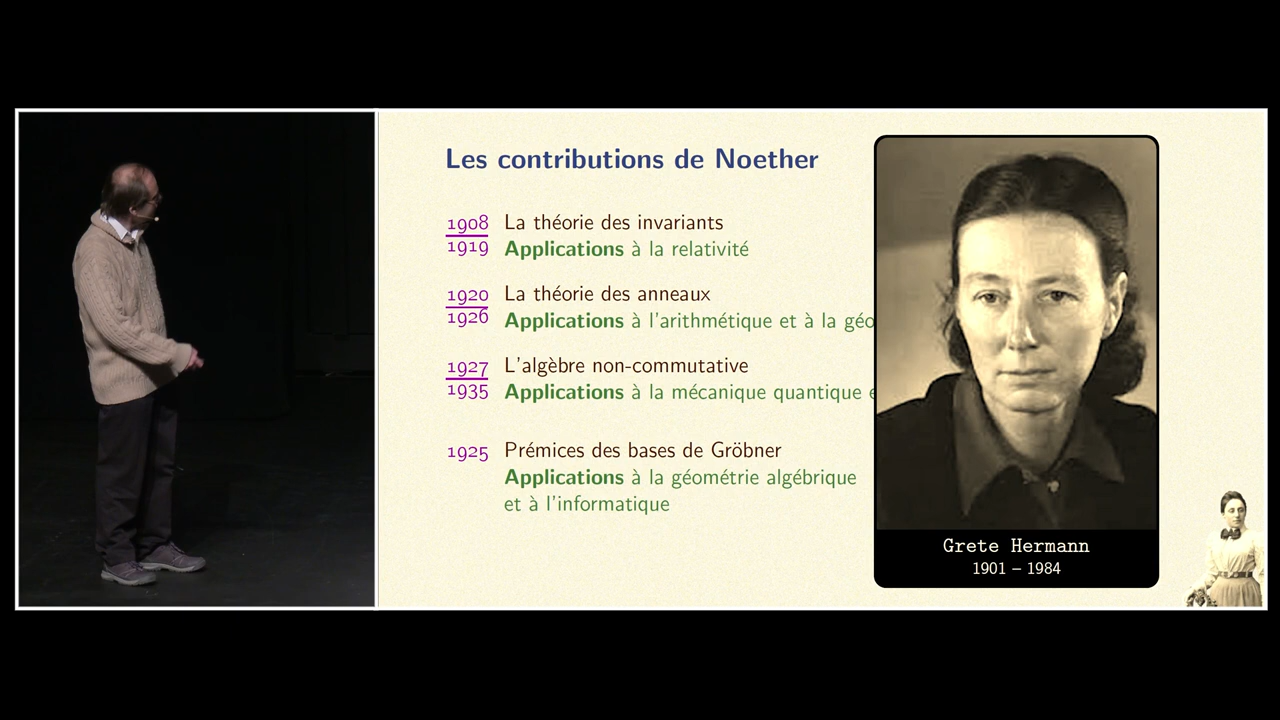 Les contributions de Noether
1908
1919
La théorie des invariants
Applications à la relativité
1920
1926
La théorie des anneaux
Applications à l'arithmétique et à la géo
1927
1935
L'algèbre non-commutative
Applications à la mécanique quantique e
1925
Prémices des bases de Gröbner
Applications à la géométrie algébrique
et à l'informatique
Grete Hermann
1901 – 1984